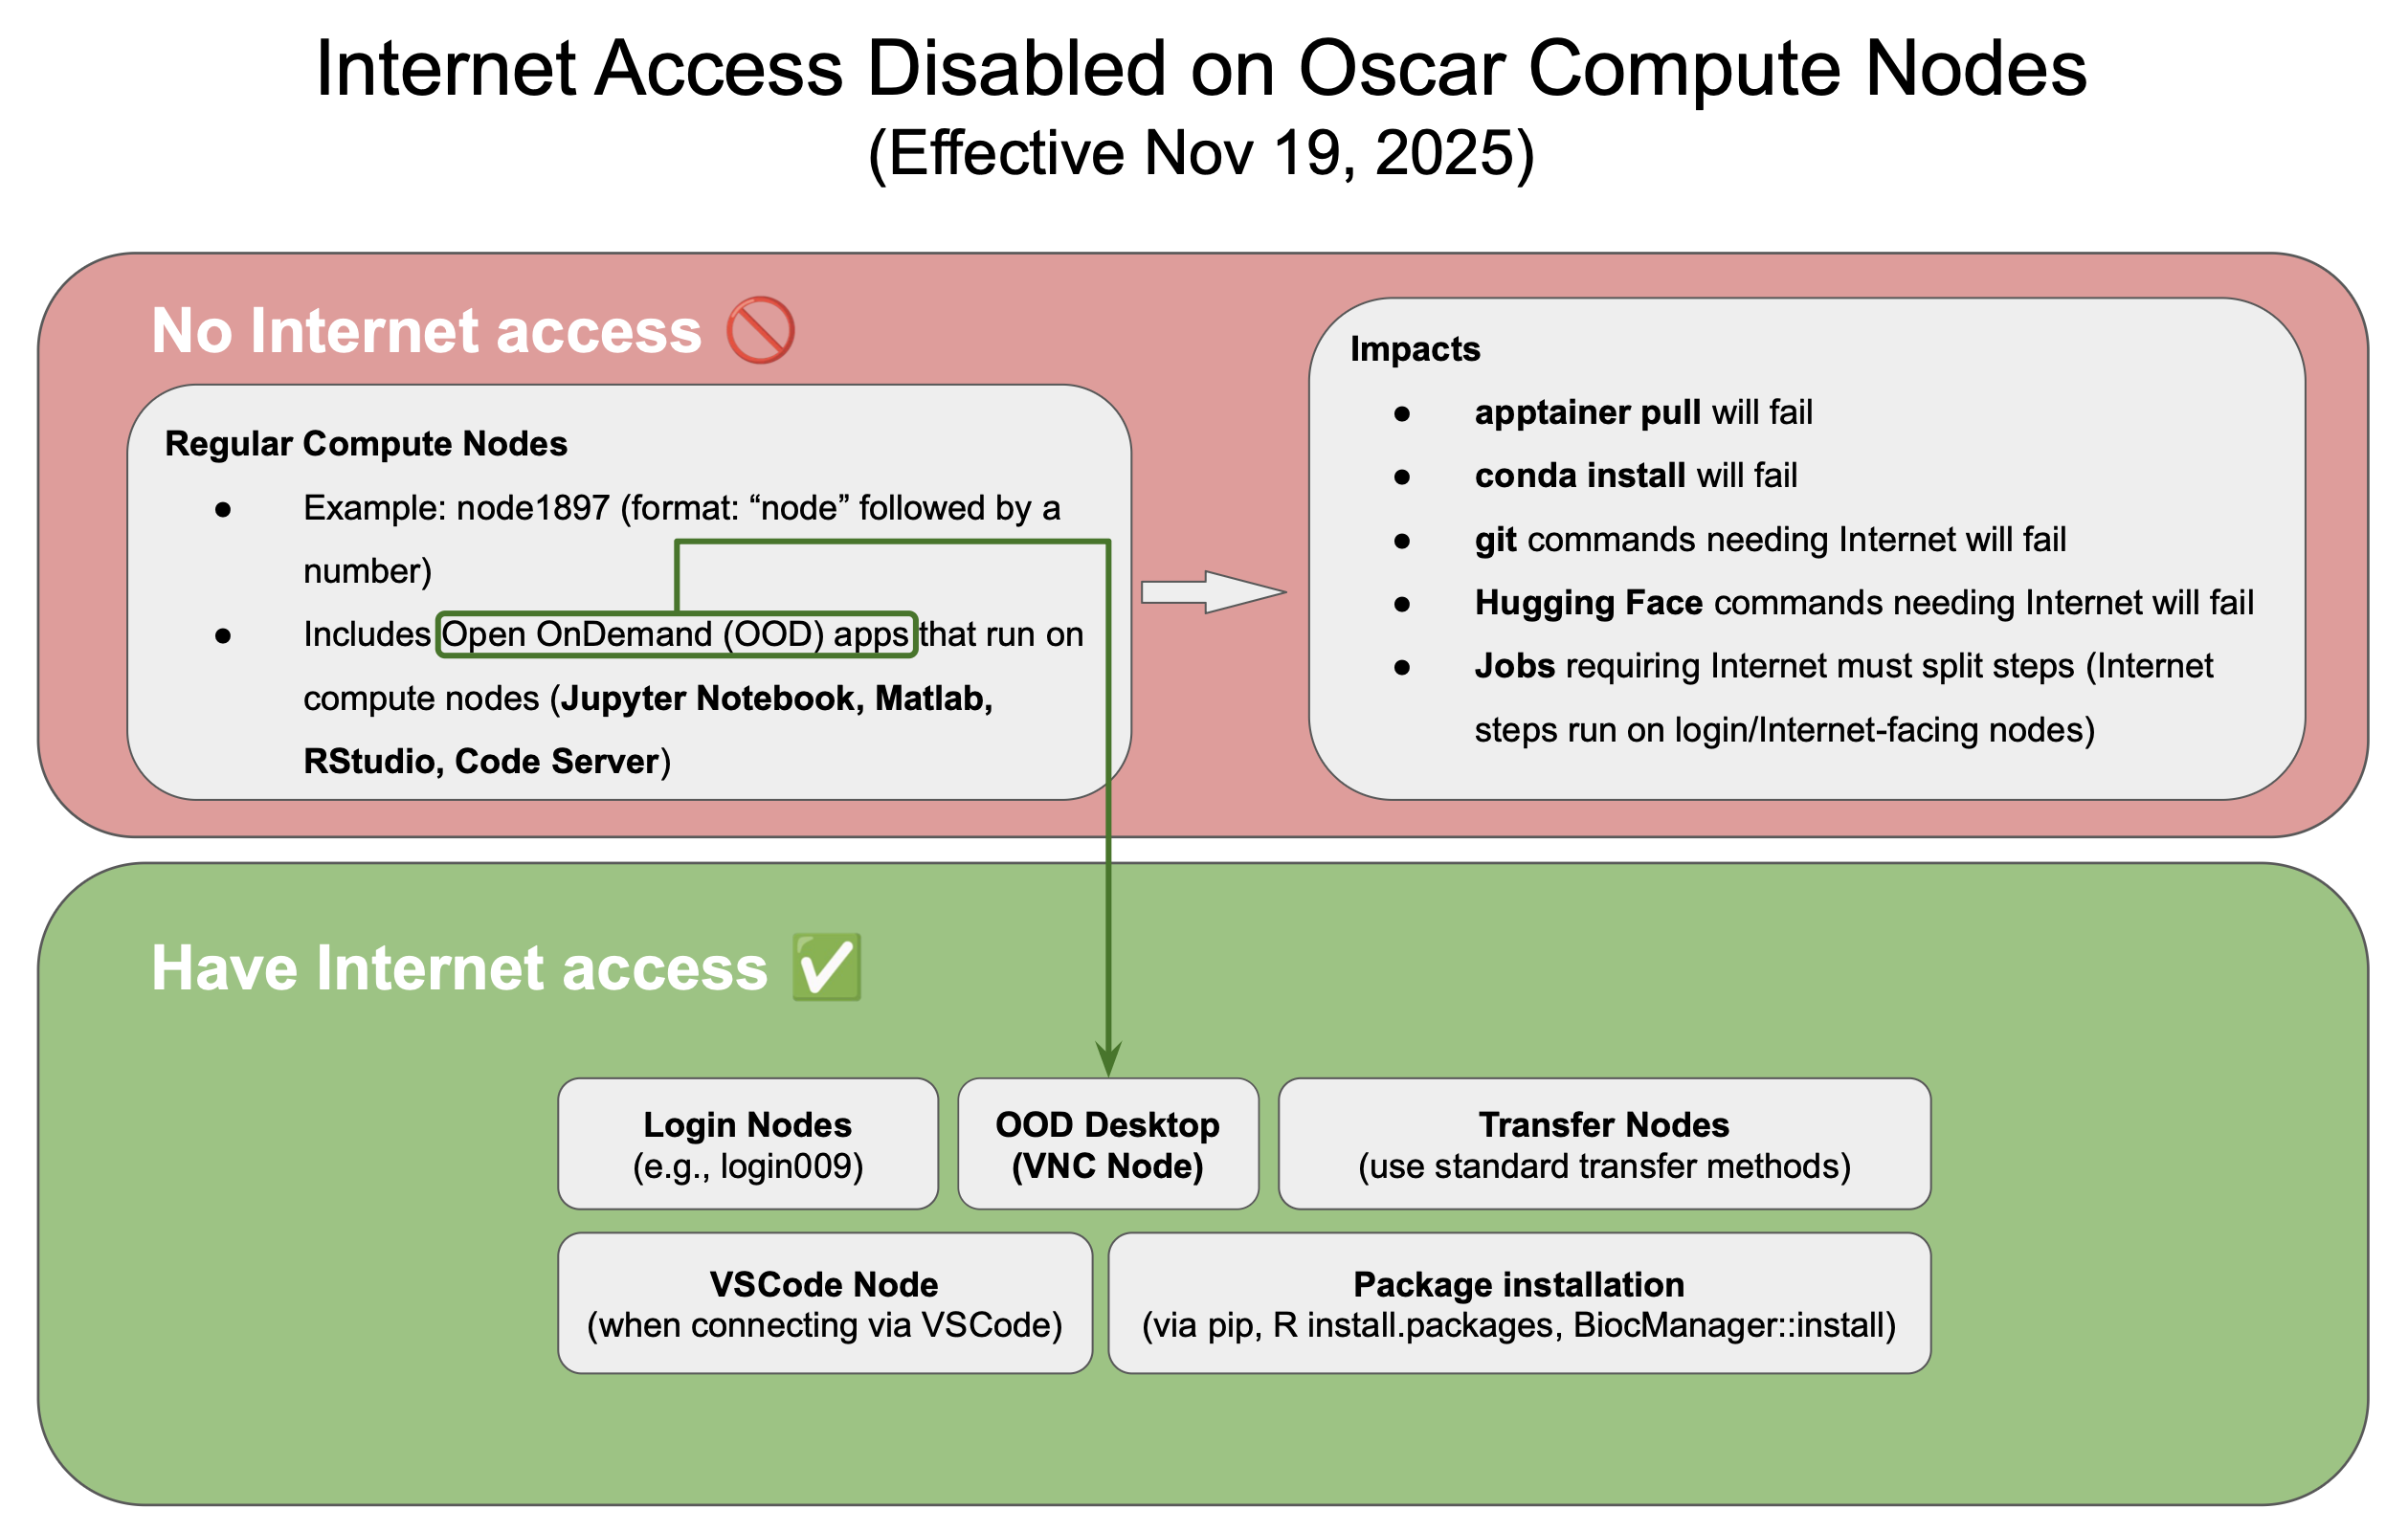 Internet Access Disabled on Oscar Compute Nodes
(Effective Nov 19, 2025)
No Internet access 🚫
Regular Compute Nodes
● Example: node1897 (format: “node” followed by a
number)
● Includes Open OnDemand (OOD) apps that run on
compute nodes (Jupyter Notebook, Matlab,
RStudio, Code Server)
Impacts
● apptainer pull will fail
● conda install will fail
● git commands needing Internet will fail
● Hugging Face commands needing Internet will fail
● Jobs requiring Internet must split steps (Internet
steps run on login/Internet-facing nodes)
Have Internet access ✅
Login Nodes
(e.g., login009)
OOD Desktop
(VNC Node)
Transfer Nodes
(use standard transfer methods)
VSCode Node
(when connecting via VSCode)
Package installation
(via pip, R install.packages, BiocManager::install)